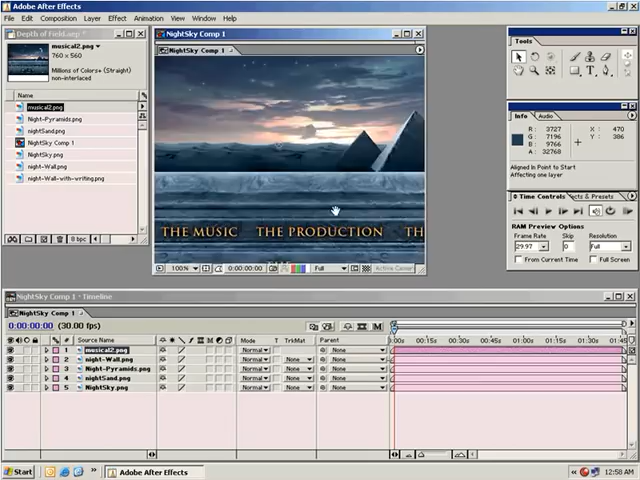 Adobe After Effects
File Edit Composition Layer Effect Animation View Window Help
Depth of Field.aep *
musical2.png
760 x 560
Millions of Colors+ (Straight)
non-interlaced
Name
musical2.png
Night-Pyramids.png
nightSand.png
NightSky Comp 1
NightSky.png
night-Wall.png
night-Wall-with-writing.png
8 bpc
NightSky Comp 1
NightSky Comp 1
THE MUSIC THE PRODUCTION TH
100% 0:00:00:00 Full Active Camera
Tools
Info Audio
R: 3727
G: 7196
B: 9766
A: 32768
X: 470
Y: 386
Aligned In Point to Start
Affecting one layer
Time Controls ects & Presets
RAM Preview Options
Frame Rate Skip Resolution
29.97 0 Full
From Current Time Full Screen
NightSky Comp 1 : Timeline
NightSky Comp 1
0:00:00:00 (30.00 fps)
# Source Name Mode T TrkMat Parent
:00s 00:15s 00:30s 00:45s 01:00s 01:15s 01:30s 01:45
1 musical2.png Normal None
2 night-Wall.png Normal None None
3 Night-Pyramids.png Normal None None
4 nightSand.png Normal None None
5 NightSky.png Normal None None
Start Adobe After Effects 12:58 AM